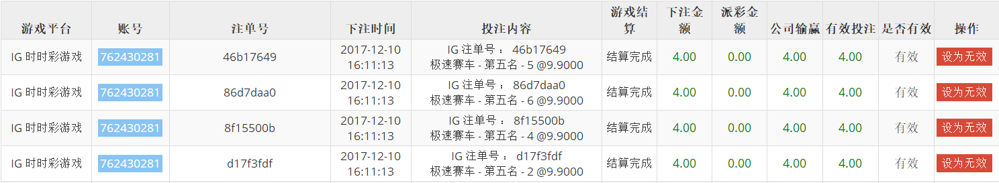 游戏平台 账号 注单号 下注时间 投注内容 游戏结算 下注金额 派彩金额 公司输赢 有效投注 是否有效 操作
IG 时时彩游戏 762430281 46b17649 2017-12-10 16:11:13 IG 注单号： 46b17649 极速赛车 - 第五名 - 5 @9.9000 结算完成 4.00 0.00 4.00 4.00 有效 设为无效
IG 时时彩游戏 762430281 86d7daa0 2017-12-10 16:11:13 IG 注单号： 86d7daa0 极速赛车 - 第五名 - 6 @9.9000 结算完成 4.00 0.00 4.00 4.00 有效 设为无效
IG 时时彩游戏 762430281 8f15500b 2017-12-10 16:11:13 IG 注单号： 8f15500b 极速赛车 - 第五名 - 4 @9.9000 结算完成 4.00 0.00 4.00 4.00 有效 设为无效
IG 时时彩游戏 762430281 d17f3fdf 2017-12-10 16:11:13 IG 注单号： d17f3fdf 极速赛车 - 第五名 - 2 @9.9000 结算完成 4.00 0.00 4.00 4.00 有效 设为无效